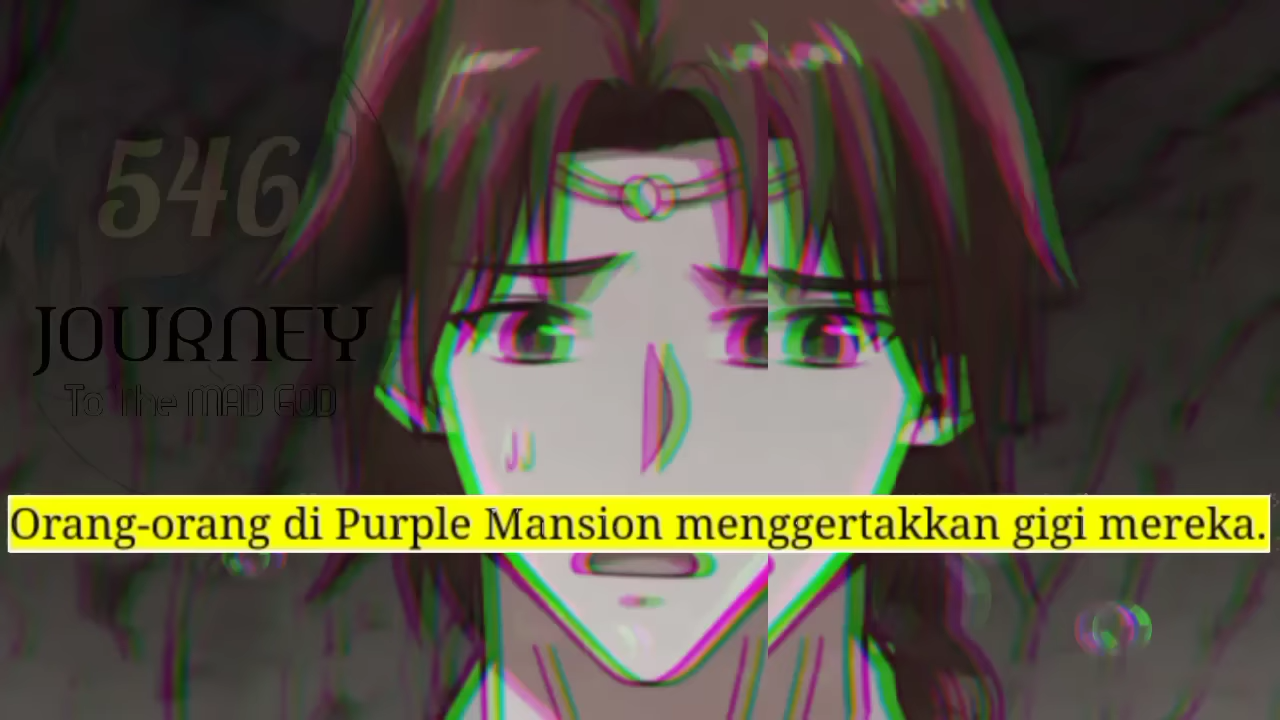 546
JOURNEY
To The MAD GOD
Orang-orang di Purple Mansion menggertakkan gigi mereka.